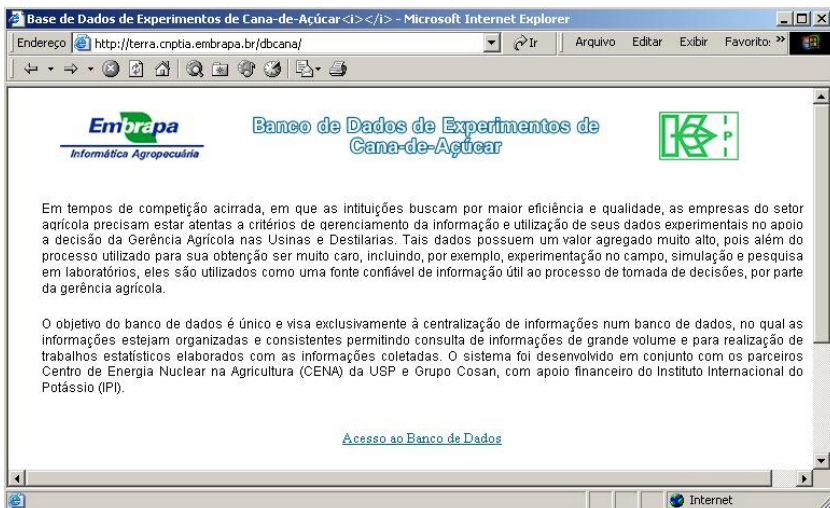 Base de Dados de Experimentos de Cana-de-Açúcar<i></i> - Microsoft Internet Explorer
Endereço http://terra.cnptia.embrapa.br/dbcana/ Ir Arquivo Editar Exibir Favorito: »
Embrapa
Informática Agropecuária
Banco de Dados de Experimentos de
Cana-de-Açúcar
K P I
Em tempos de competição acirrada, em que as intituições buscam por maior eficiência e qualidade, as empresas do setor
agrícola precisam estar atentas a critérios de gerenciamento da informação e utilização de seus dados experimentais no apoio
a decisão da Gerência Agrícola nas Usinas e Destilarias. Tais dados possuem um valor agregado muito alto, pois além do
processo utilizado para sua obtenção ser muito caro, incluindo, por exemplo, experimentação no campo, simulação e pesquisa
em laboratórios, eles são utilizados como uma fonte confiável de informação útil ao processo de tomada de decisões, por parte
da gerência agrícola.
O objetivo do banco de dados é único e visa exclusivamente à centralização de informações num banco de dados, no qual as
informações estejam organizadas e consistentes permitindo consulta de informações de grande volume e para realização de
trabalhos estatísticos elaborados com as informações coletadas. O sistema foi desenvolvido em conjunto com os parceiros
Centro de Energia Nuclear na Agricultura (CENA) da USP e Grupo Cosan, com apoio financeiro do Instituto Internacional do
Potássio (IPI).
Acesso ao Banco de Dados
Internet